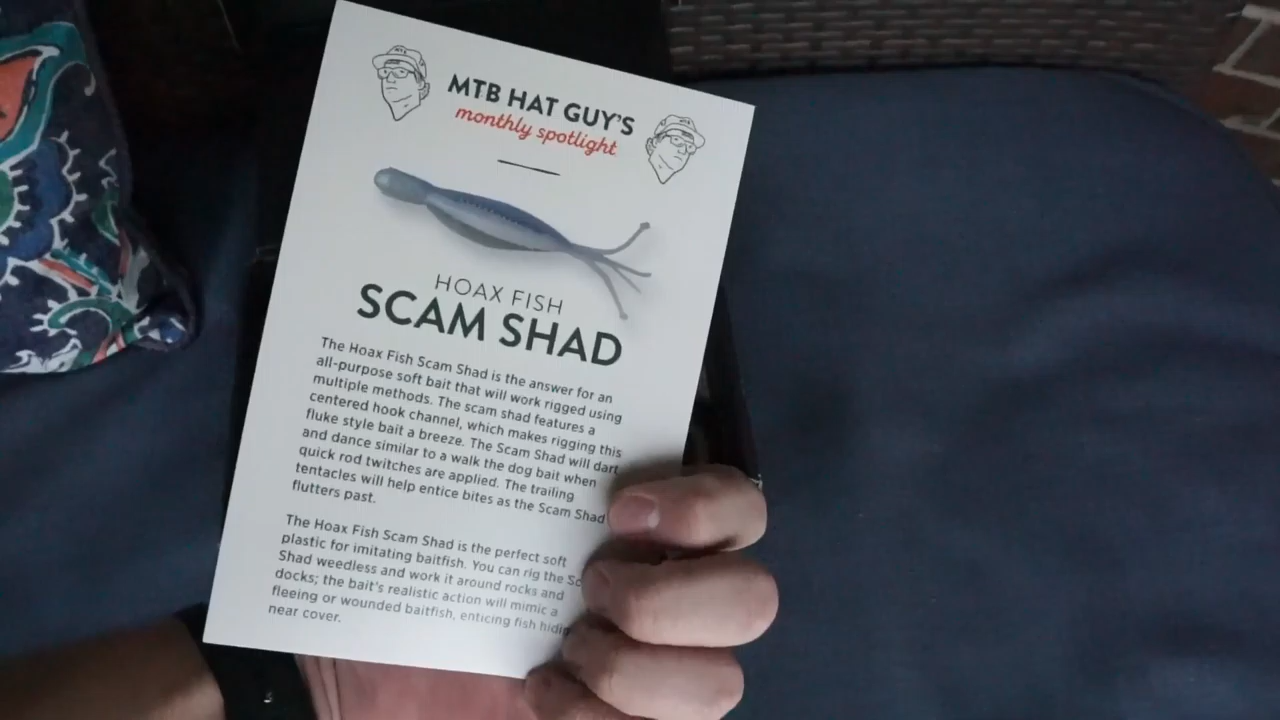 MTB HAT GUY'S
monthly spotlight
HOAX FISH
SCAM SHAD
The Hoax Fish Scam Shad is the answer for an
all-purpose soft bait that will work rigged using
multiple methods. The scam shad features a
centered hook channel, which makes rigging this
fluke style bait a breeze. The Scam Shad will dart
and dance similar to a walk the dog bait when
quick rod twitches are applied. The trailing
tentacles will help entice bites as the Scam Shad
flutters past.
The Hoax Fish Scam Shad is the perfect soft
plastic for imitating baitfish. You can rig the Sc
Shad weedless and work it around rocks and
docks; the bait's realistic action will mimic a
fleeing or wounded baitfish, enticing fish hidin
near cover.